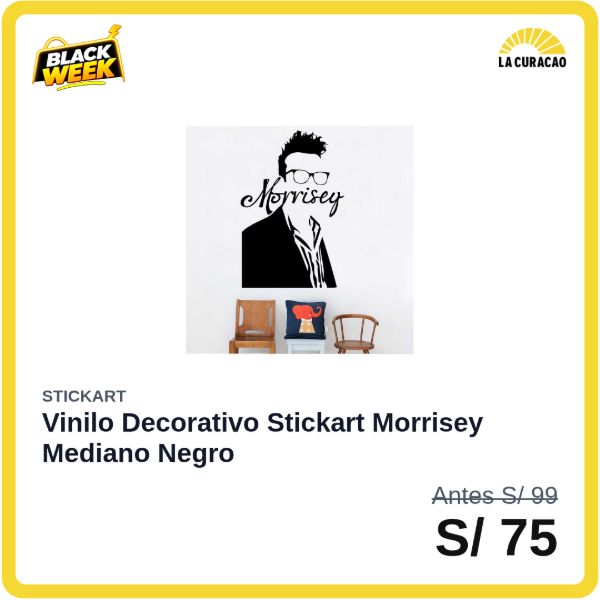 BLACK
WEEK
LA CURACAO
Morrisey
STICKART
Vinilo Decorativo Stickart Morrisey
Mediano Negro
Antes S/ 99
S/ 75